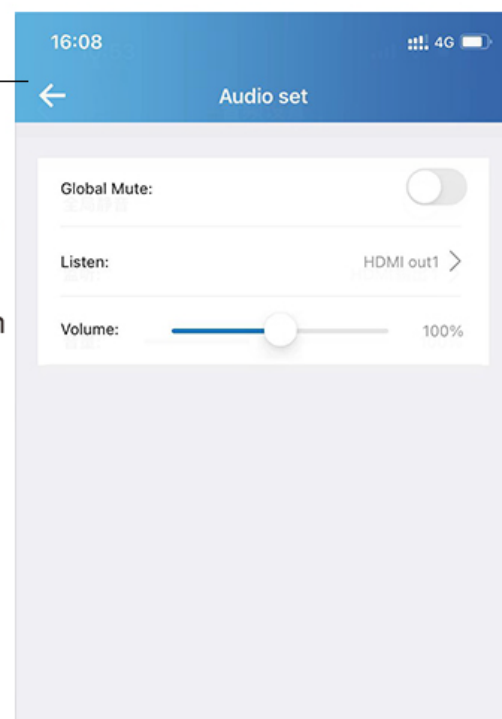 16:08 4G
Audio set
Global Mute:
Listen: HDMI out1
n
Volume: 100%